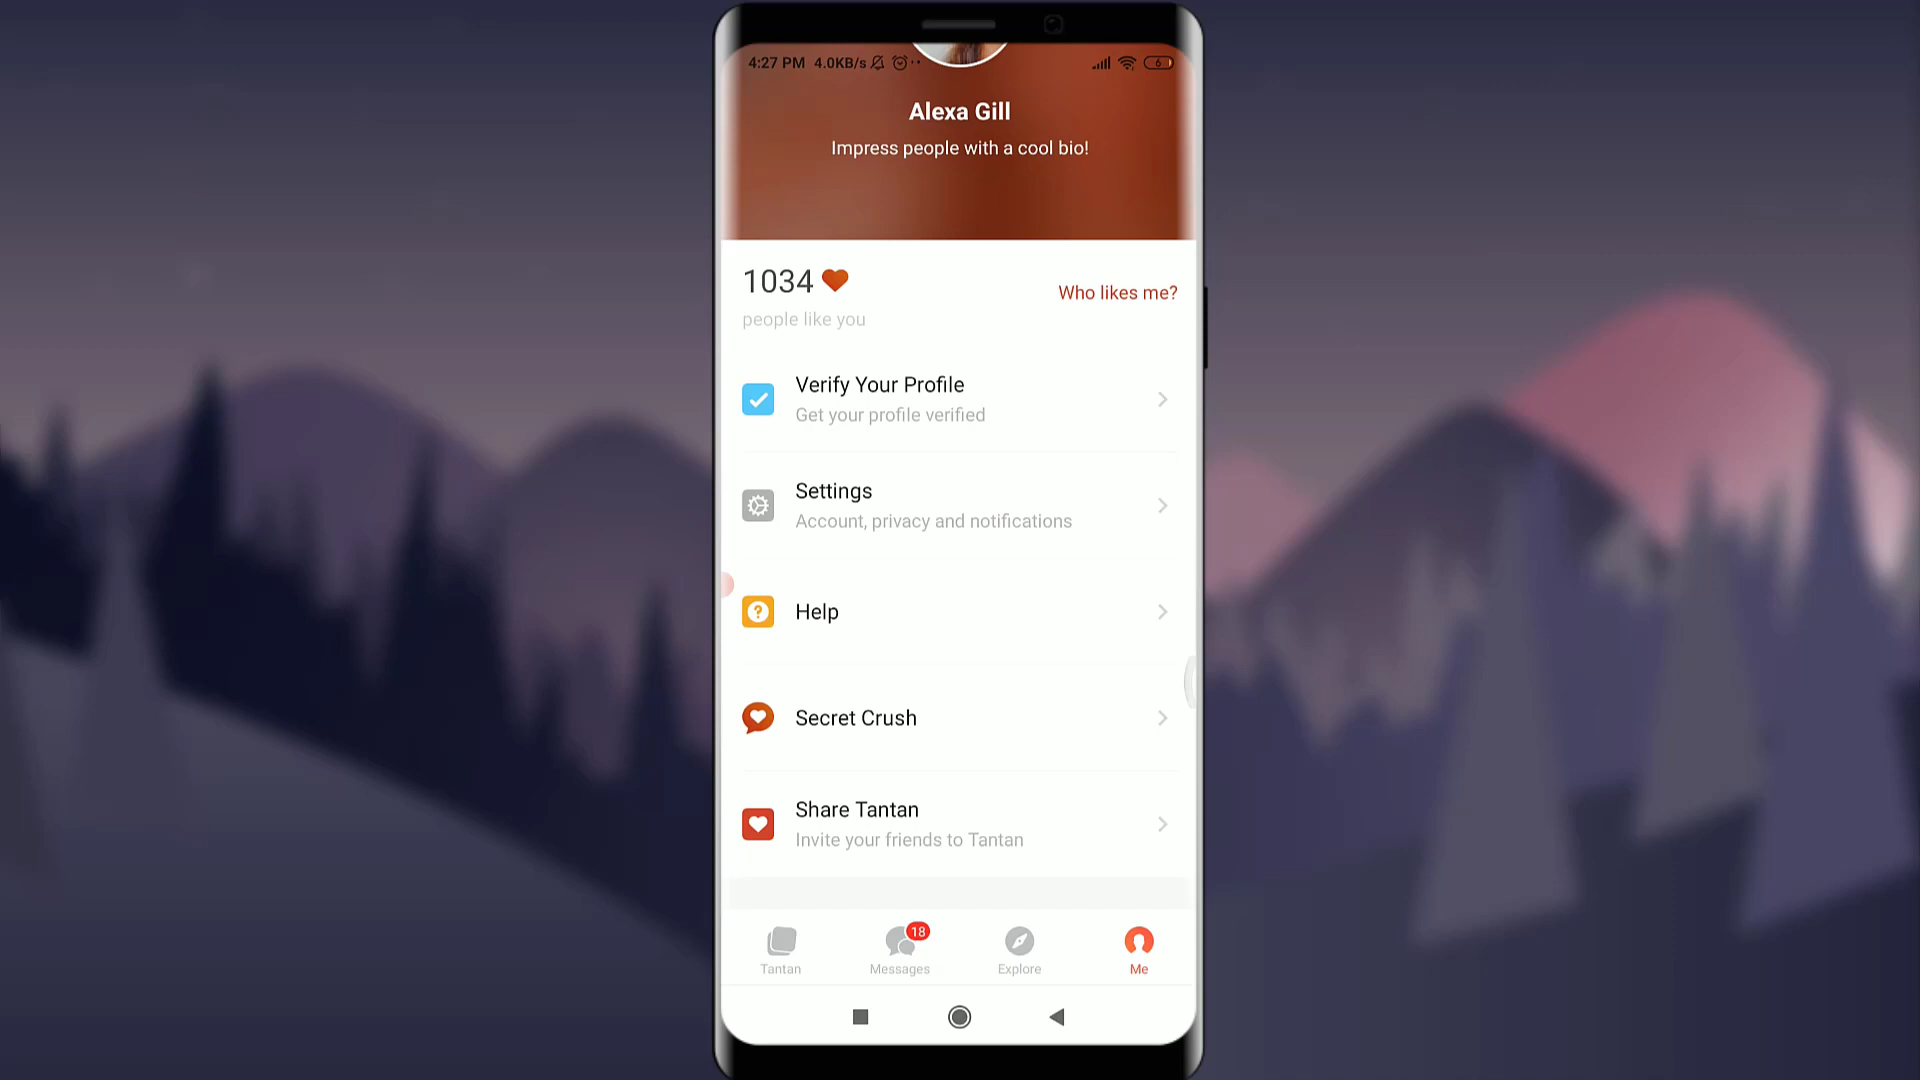 4:27 PM 4.0KB/s
6
Alexa Gill
Impress people with a cool bio!
1034
Who likes me?
people like you
Verify Your Profile
Get your profile verified
Settings
Account, privacy and notifications
Help
Secret Crush
Share Tantan
Invite your friends to Tantan
18
Tantan
Messages
Explore
Me